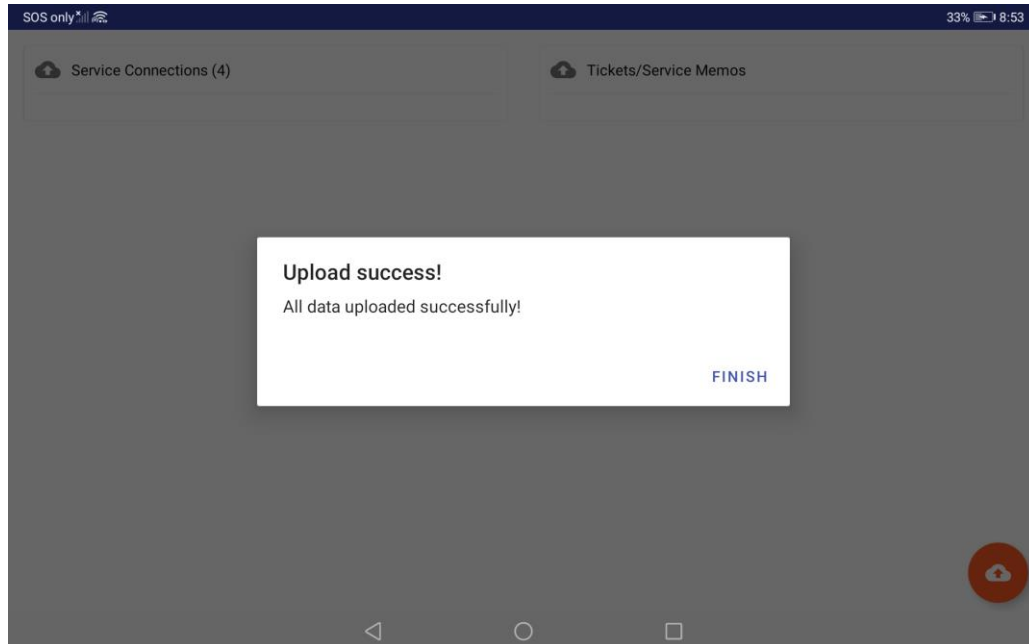 SOS only
33% 8:53
Service Connections (4)
Tickets/Service Memos
Upload success!
All data uploaded successfully!
FINISH